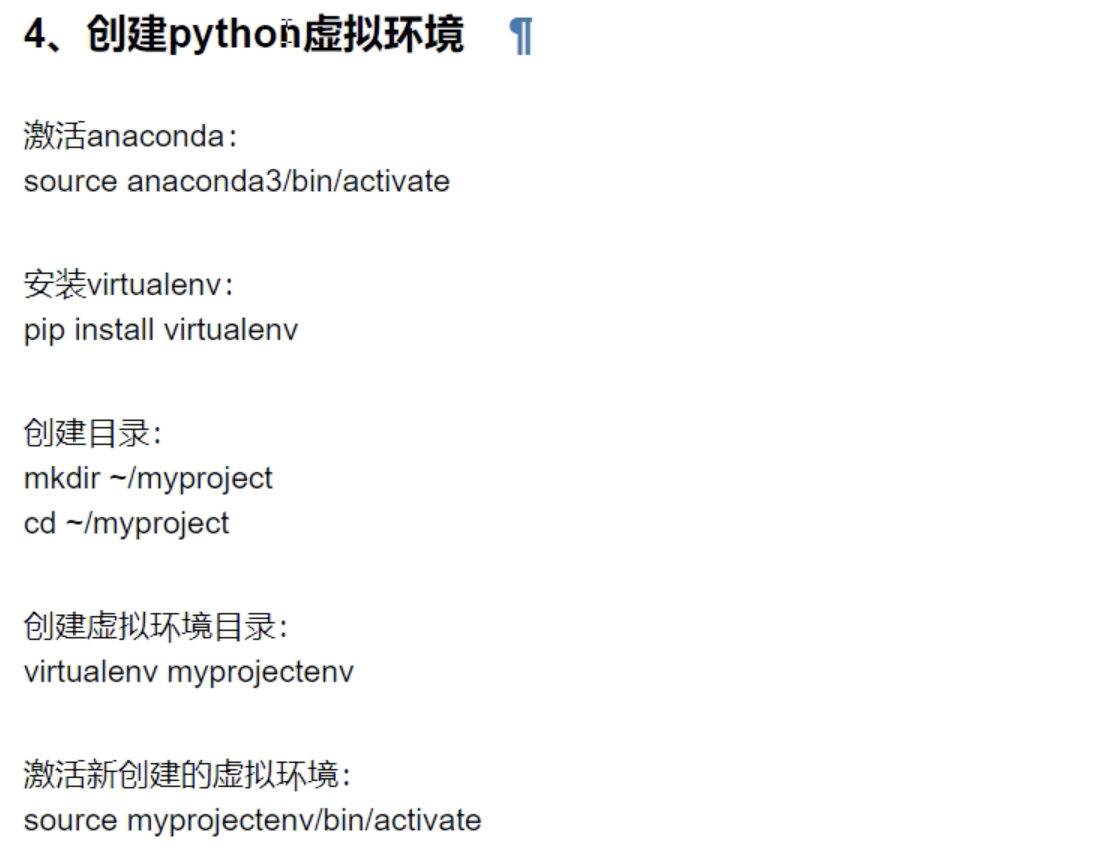 4、创建python虚拟环境 ¶
激活anaconda：
source anaconda3/bin/activate
安装virtualenv：
pip install virtualenv
创建目录：
mkdir ~/myproject
cd ~/myproject
创建虚拟环境目录：
virtualenv myprojectenv
激活新创建的虚拟环境：
source myprojectenv/bin/activate